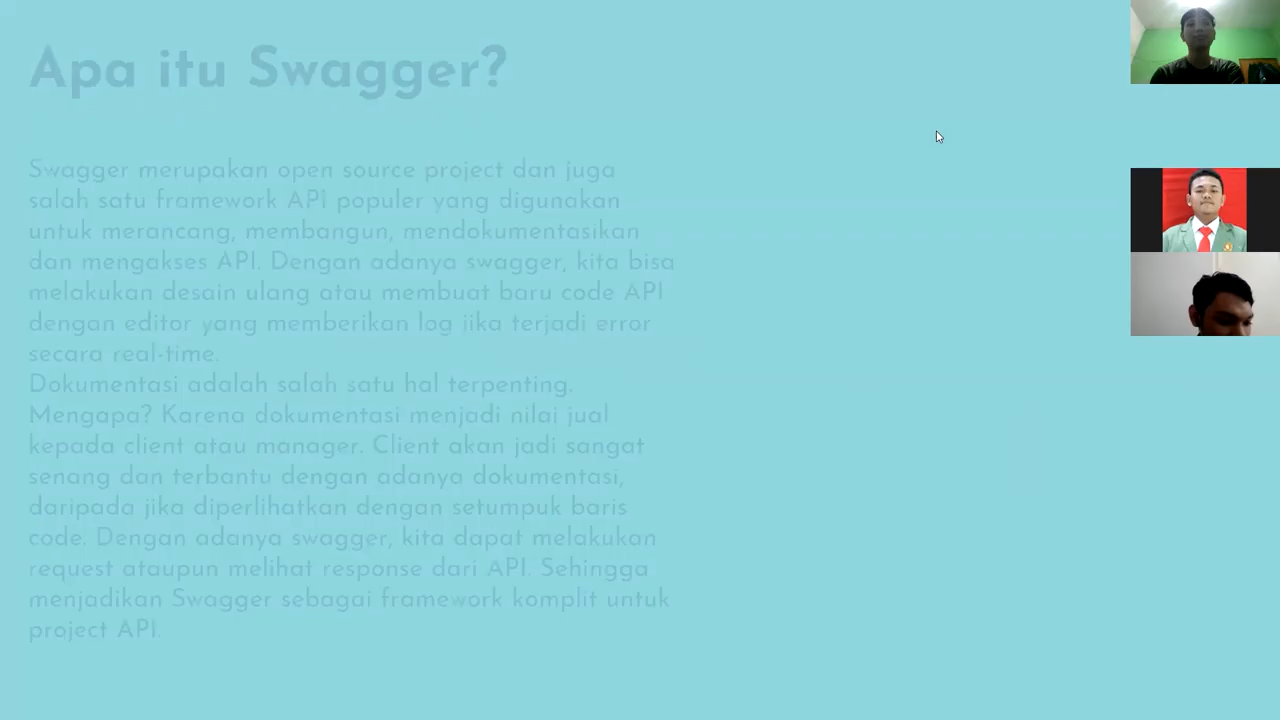 Apa itu Swagger?
Swagger merupakan open source project dan juga
salah satu framework API populer yang digunakan
untuk merancang, membangun, mendokumentasikan
dan mengakses API. Dengan adanya swagger, kita bisa
melakukan desain ulang atau membuat baru code API
dengan editor yang memberikan log jika terjadi error
secara real-time.
Dokumentasi adalah salah satu hal terpenting.
Mengapa? Karena dokumentasi menjadi nilai jual
kepada client atau manager. Client akan jadi sangat
senang dan terbantu dengan adanya dokumentasi,
daripada jika diperlihatkan dengan setumpuk baris
code. Dengan adanya swagger, kita dapat melakukan
request ataupun melihat response dari API. Sehingga
menjadikan Swagger sebagai framework komplit untuk
project API.